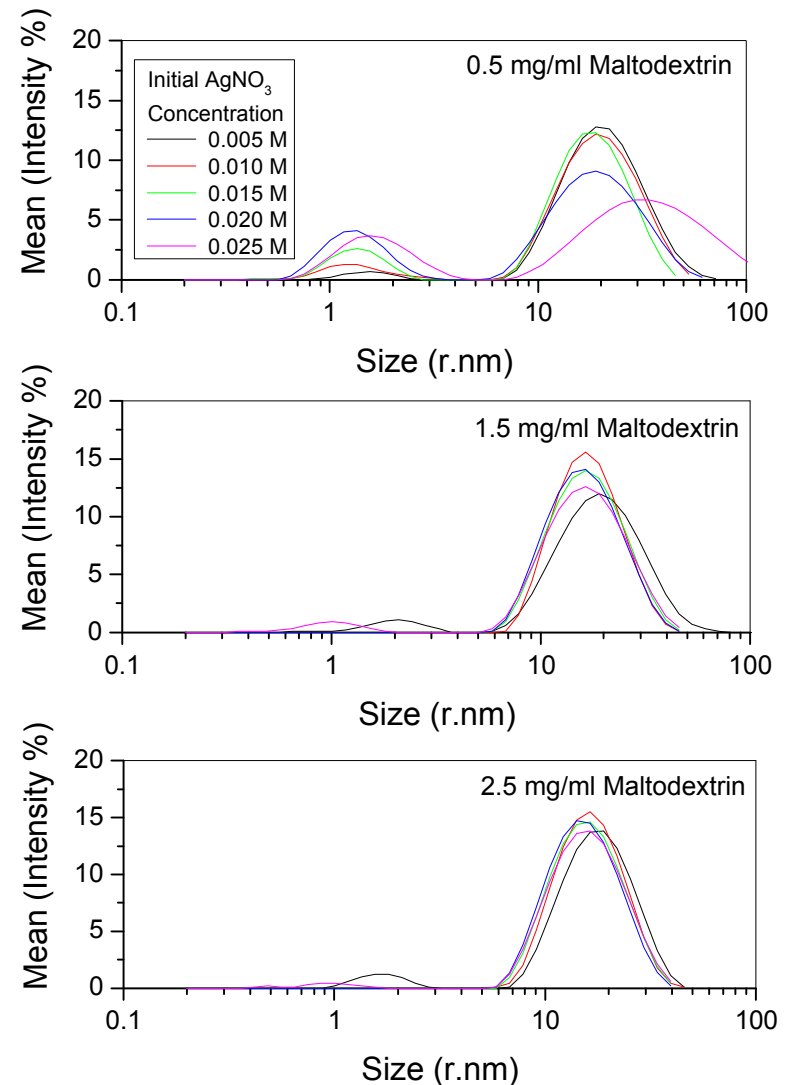 0.5 mg/ml Maltodextrin
Initial AgNO3
Concentration
0.005 M
0.010 M
0.015 M
0.020 M
0.025 M
Mean (Intensity %)
20
15
10
5
0
0.1 1 10 100
Size (r.nm)
1.5 mg/ml Maltodextrin
Mean (Intensity %)
20
15
10
5
0
0.1 1 10 100
Size (r.nm)
2.5 mg/ml Maltodextrin
Mean (Intensity %)
20
15
10
5
0
0.1 1 10 100
Size (r.nm)